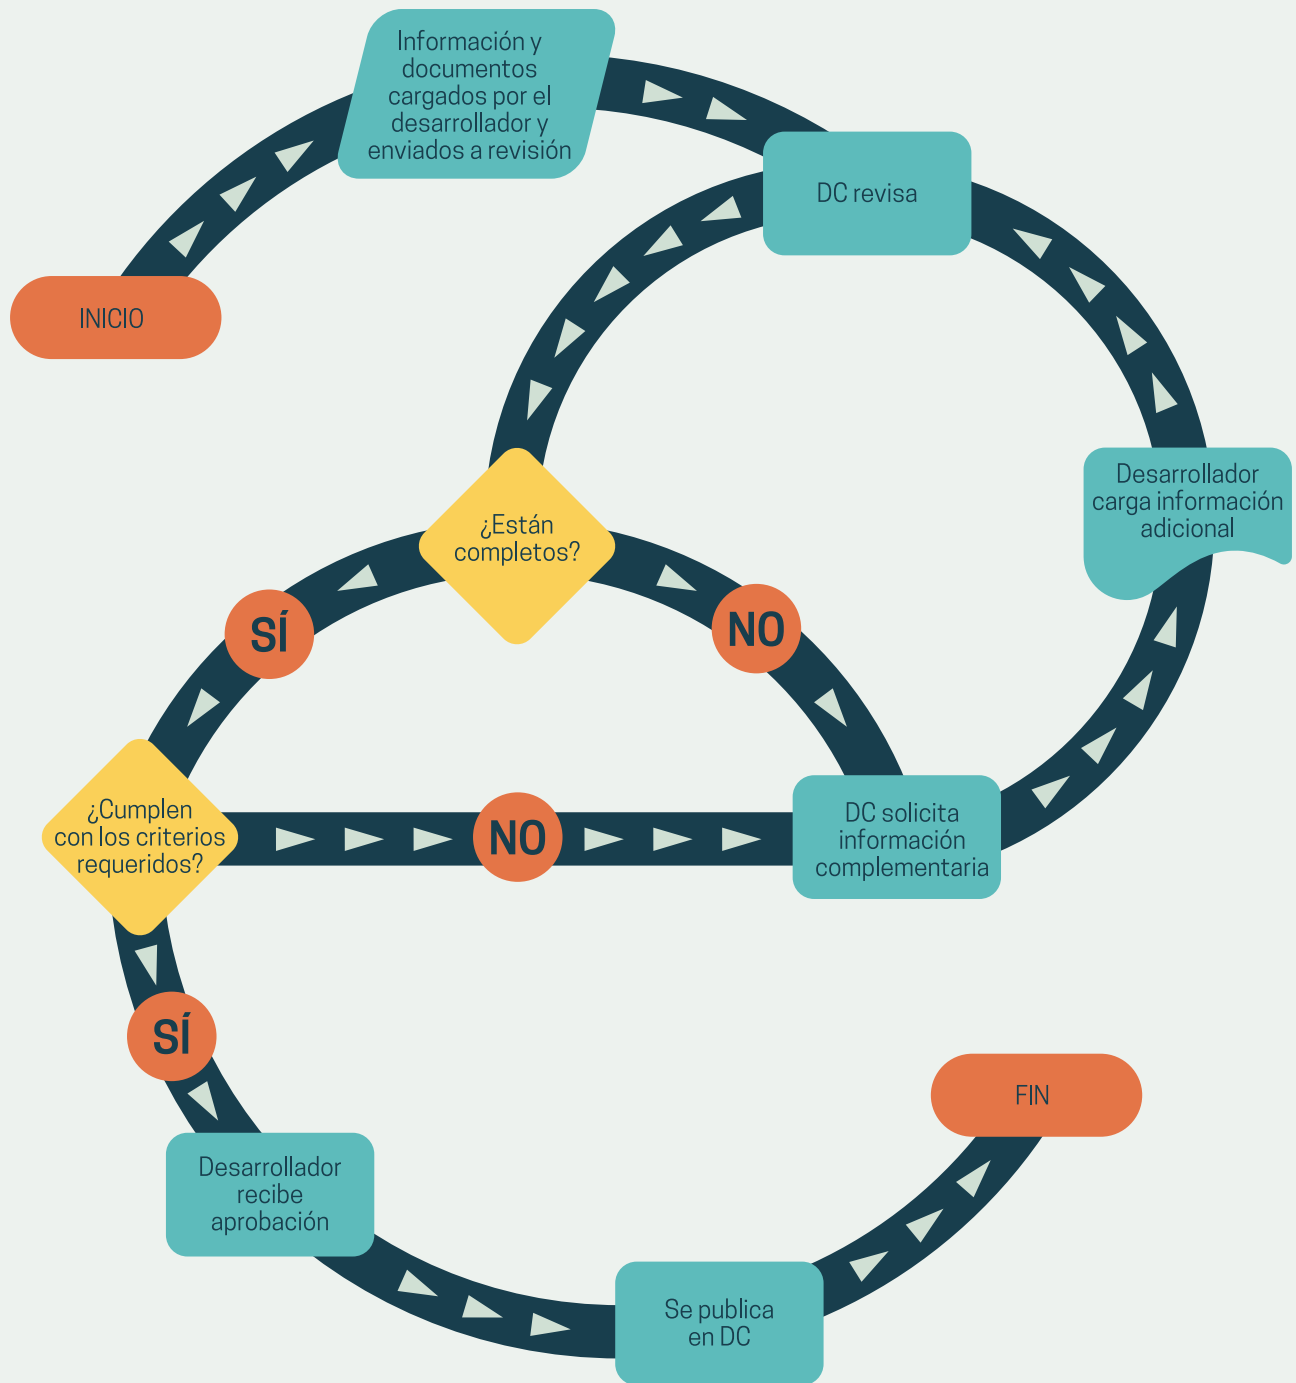 Información y
documentos
cargados por el
desarrollador y
enviados a revisión
DC revisa
INICIO
Desarrollador
carga información
adicional
¿Están
completos?
SÍ
NO
¿Cumplen
con los criterios
requeridos?
NO
DC solicita
información
complementaria
SÍ
Desarrollador
recibe
aprobación
FIN
Se publica
en DC